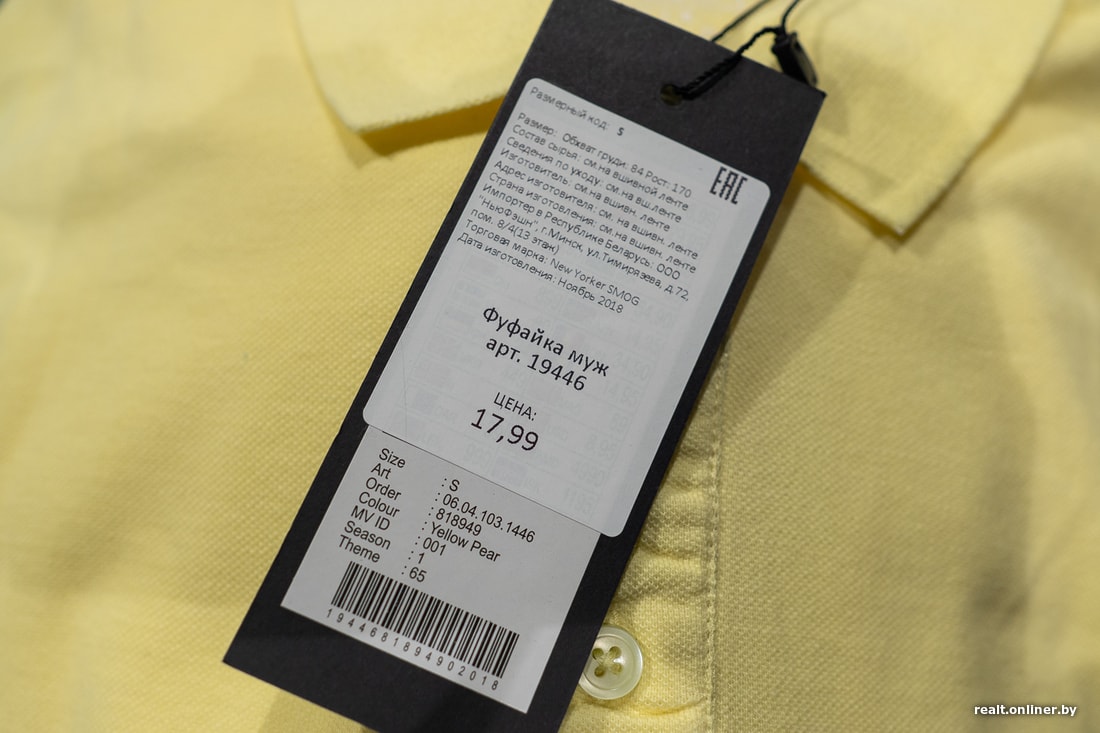 Размерный код: S
EAC
Размер: Обхват груди: 84 Рост: 170
Состав сырья: см.на вшивной ленте
Сведения по уходу: см.на вш.ленте
Изготовитель: см.на вшивн. ленте
Адрес изготовителя: см. на вшивн. ленте
Страна изготовления: см.на вшивн. ленте
Импортер в Республике Беларусь: ООО
"НьюФэшн", г.Минск, ул.Тимирязева, д.72,
пом. 8/4(13 этаж)
Торговая марка: New Yorker SMOG
Дата изготовления: Ноябрь 2018
Фуфайка муж
арт. 19446
ЦЕНА:
17,99
Size : S
Art : 06.04.103.1446
Order : 818949
Colour : Yellow Pear
MV ID : 001
Season : 1
Theme : 65
1944681894902018
realt.onliner.by